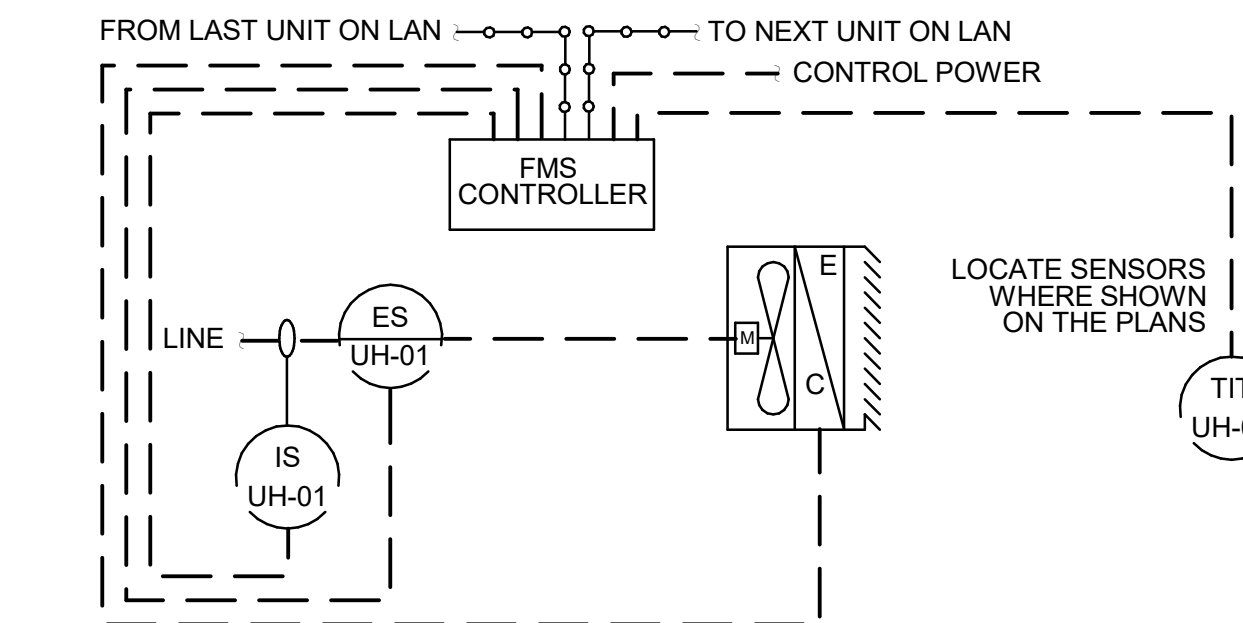 FROM LAST UNIT ON LAN
TO NEXT UNIT ON LAN
CONTROL POWER
FMS
CONTROLLER
LOCATE SENSORS
WHERE SHOWN
ON THE PLANS
E
C
M
LINE
ES
UH-01
IS
UH-01